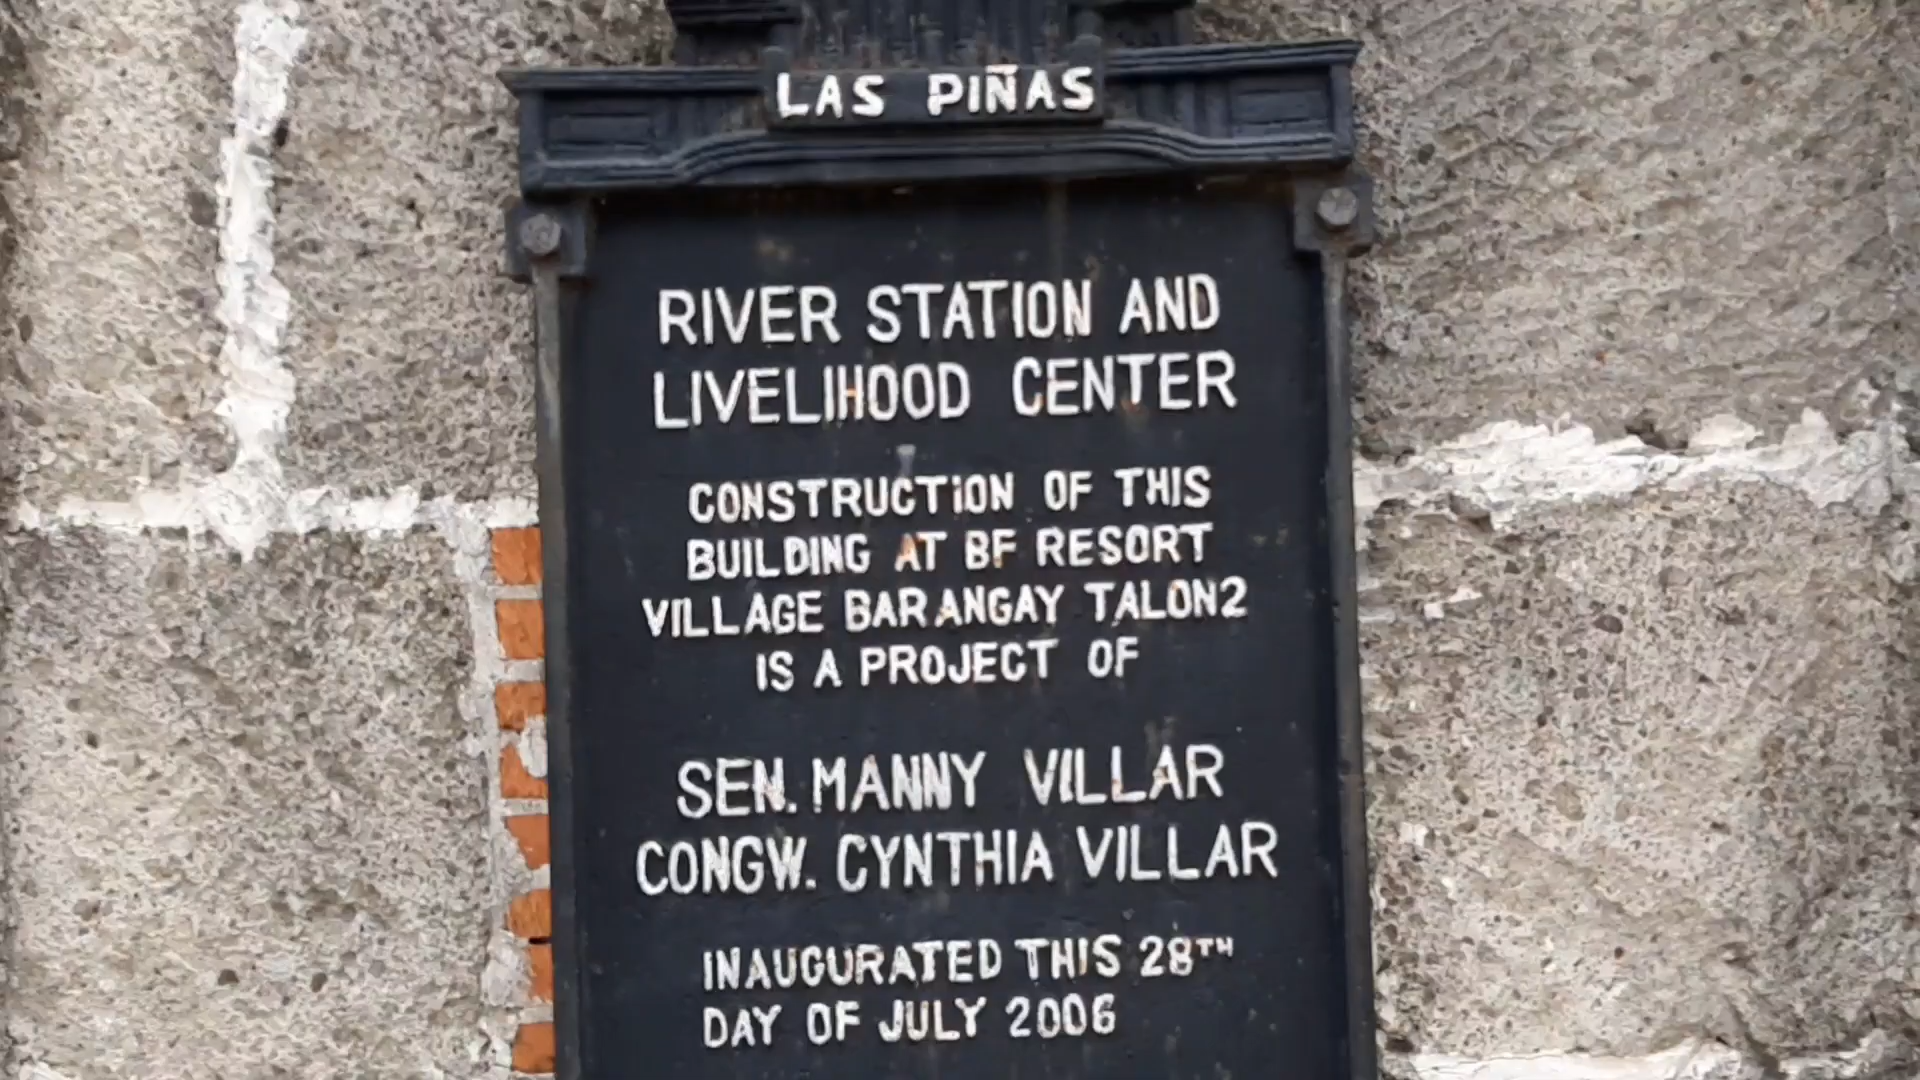 LAS PIÑAS
RIVER STATION AND
LIVELIHOOD CENTER
CONSTRUCTION OF THIS
BUILDING AT BF RESORT
VILLAGE BARANGAY TALON2
IS A PROJECT OF
SEN. MANNY VILLAR
CONGW. CYNTHIA VILLAR
INAUGURATED THIS 28TH
DAY OF JULY 2006